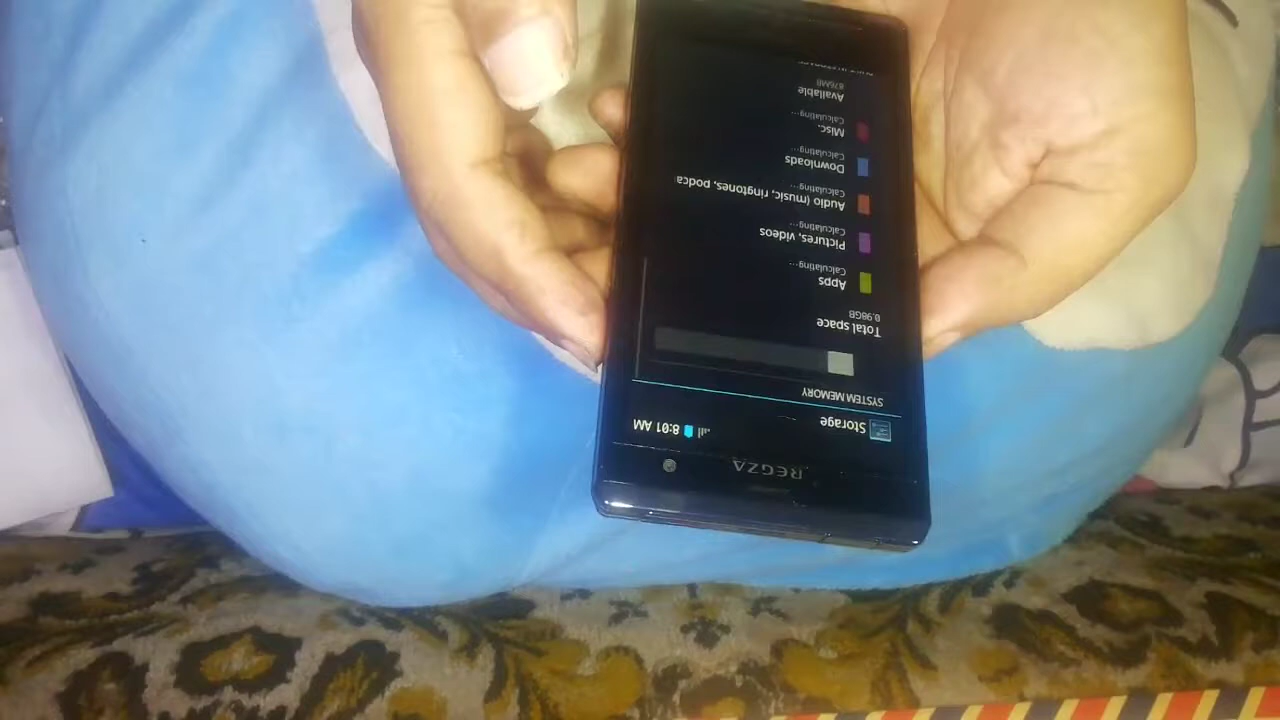 REGZA
8:01 AM
Storage
SYSTEM MEMORY
Total space
0.98GB
Apps
Calculating...
Pictures, videos
Calculating...
Audio (music, ringtones, podca
Calculating...
Downloads
Calculating...
Misc.
Calculating...
Available
876MB